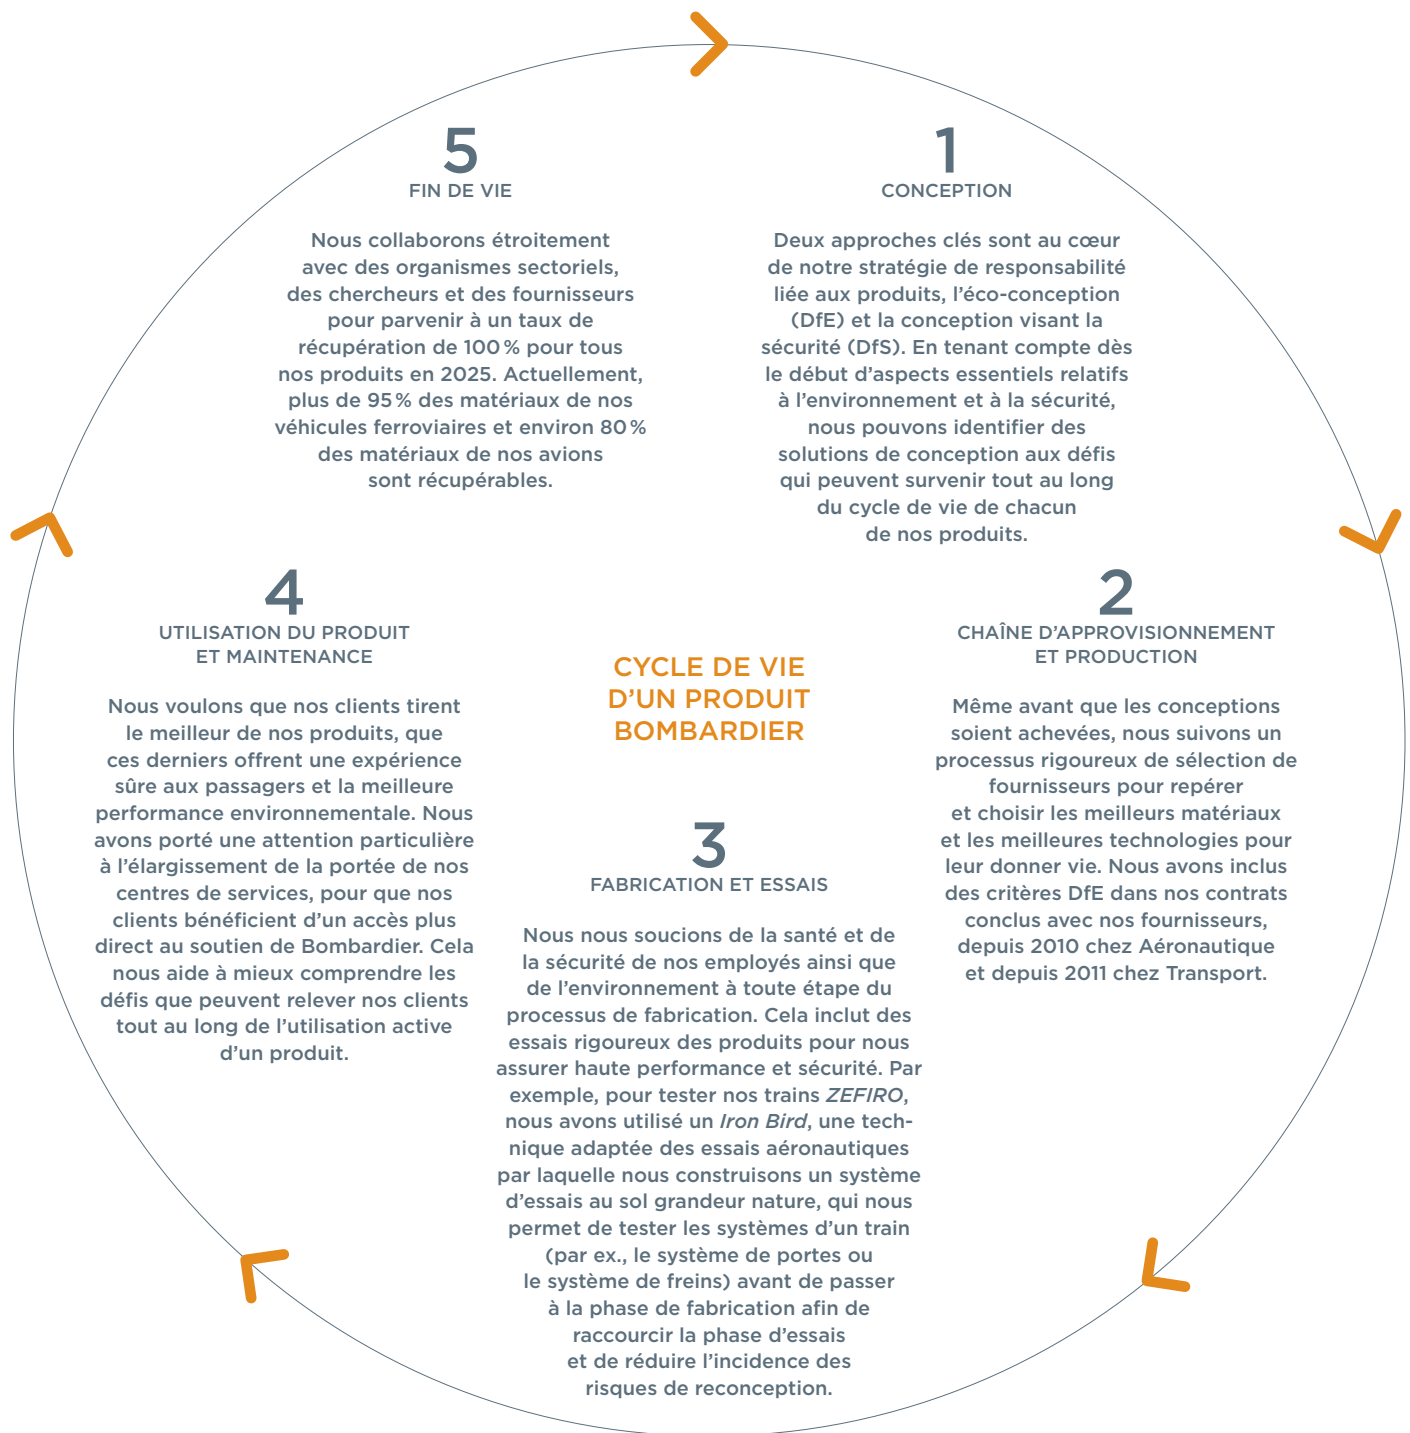 CYCLE DE VIE
D’UN PRODUIT
BOMBARDIER
1
CONCEPTION
Deux approches clés sont au cœur
de notre stratégie de responsabilité
liée aux produits, l’éco-conception
(DfE) et la conception visant la
sécurité (DfS). En tenant compte dès
le début d’aspects essentiels relatifs
à l’environnement et à la sécurité,
nous pouvons identifier des
solutions de conception aux défis
qui peuvent survenir tout au long
du cycle de vie de chacun
de nos produits.
2
CHAÎNE D’APPROVISIONNEMENT
ET PRODUCTION
Même avant que les conceptions
soient achevées, nous suivons un
processus rigoureux de sélection de
fournisseurs pour repérer
et choisir les meilleurs matériaux
et les meilleures technologies pour
leur donner vie. Nous avons inclus
des critères DfE dans nos contrats
conclus avec nos fournisseurs,
depuis 2010 chez Aéronautique
et depuis 2011 chez Transport.
3
FABRICATION ET ESSAIS
Nous nous soucions de la santé et de
la sécurité de nos employés ainsi que
de l’environnement à toute étape du
processus de fabrication. Cela inclut des
essais rigoureux des produits pour nous
assurer haute performance et sécurité. Par
exemple, pour tester nos trains ZEFIRO,
nous avons utilisé un Iron Bird, une tech-
nique adaptée des essais aéronautiques
par laquelle nous construisons un système
d’essais au sol grandeur nature, qui nous
permet de tester les systèmes d’un train
(par ex., le système de portes ou
le système de freins) avant de passer
à la phase de fabrication afin de
raccourcir la phase d’essais
et de réduire l’incidence des
risques de reconception.
4
UTILISATION DU PRODUIT
ET MAINTENANCE
Nous voulons que nos clients tirent
le meilleur de nos produits, que
ces derniers offrent une expérience
sûre aux passagers et la meilleure
performance environnementale. Nous
avons porté une attention particulière
à l’élargissement de la portée de nos
centres de services, pour que nos
clients bénéficient d’un accès plus
direct au soutien de Bombardier. Cela
nous aide à mieux comprendre les
défis que peuvent relever nos clients
tout au long de l’utilisation active
d’un produit.
5
FIN DE VIE
Nous collaborons étroitement
avec des organismes sectoriels,
des chercheurs et des fournisseurs
pour parvenir à un taux de
récupération de 100 % pour tous
nos produits en 2025. Actuellement,
plus de 95 % des matériaux de nos
véhicules ferroviaires et environ 80 %
des matériaux de nos avions
sont récupérables.